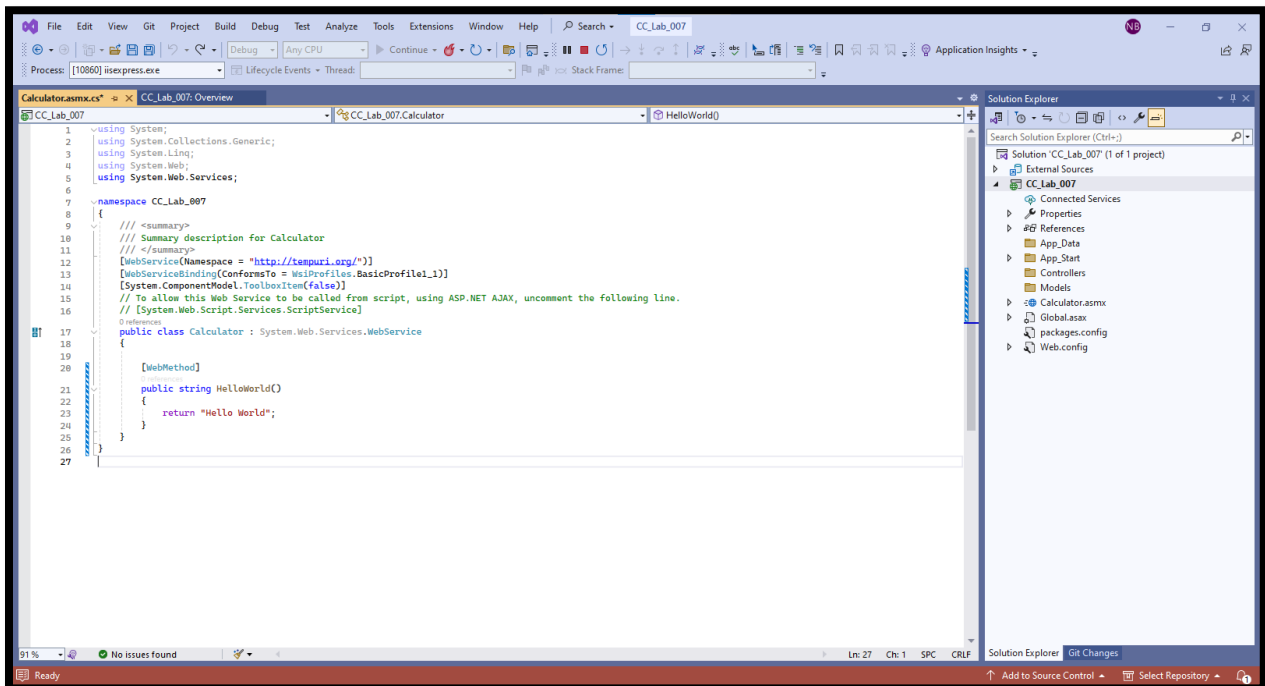 File Edit View Git Project Build Debug Test Analyze Tools Extensions Window Help Search CC_Lab_007 NB
Debug Any CPU Continue Application Insights
Process: [10860] iisexpress.exe Lifecycle Events Thread: Stack Frame:
Calculator.asmx.cs* CC_Lab_007: Overview
CC_Lab_007 CC_Lab_007.Calculator HelloWorld()
1 using System;
2 using System.Collections.Generic;
3 using System.Linq;
4 using System.Web;
5 using System.Web.Services;
6
7 namespace CC_Lab_007
8 {
9 /// <summary>
10 /// Summary description for Calculator
11 /// </summary>
12 [WebService(Namespace = "http://tempuri.org/")]
13 [WebServiceBinding(ConformsTo = WsiProfiles.BasicProfile1_1)]
14 [System.ComponentModel.ToolboxItem(false)]
15 // To allow this Web Service to be called from script, using ASP.NET AJAX, uncomment the following line.
16 // [System.Web.Script.Services.ScriptService]
0 references
17 public class Calculator : System.Web.Services.WebService
18 {
19
20 [WebMethod]
0 references
21 public string HelloWorld()
22 {
23 return "Hello World";
24 }
25 }
26 }
27
91 % No issues found Ln: 27 Ch: 1 SPC CRLF
Solution Explorer
Search Solution Explorer (Ctrl+;)
Solution 'CC_Lab_007' (1 of 1 project)
External Sources
CC_Lab_007
Connected Services
Properties
References
App_Data
App_Start
Controllers
Models
Calculator.asmx
Global.asax
packages.config
Web.config
Solution Explorer Git Changes
Ready Add to Source Control Select Repository 1